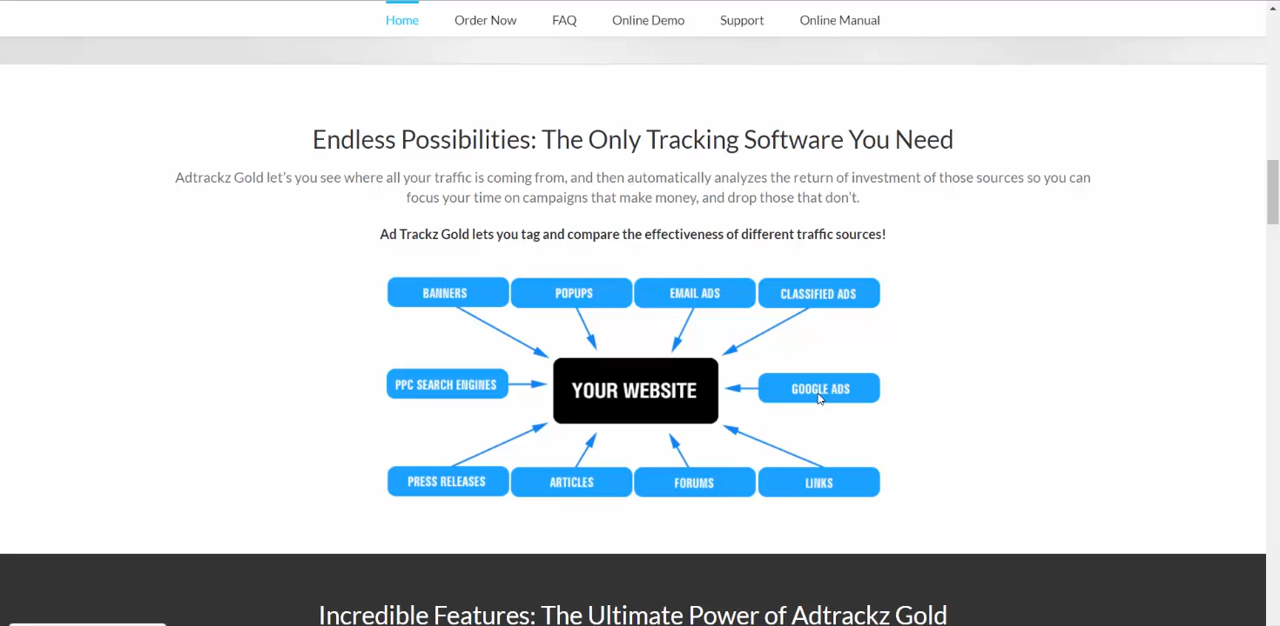 Home Order Now FAQ Online Demo Support Online Manual
Endless Possibilities: The Only Tracking Software You Need
Adtrackz Gold let's you see where all your traffic is coming from, and then automatically analyzes the return of investment of those sources so you can
focus your time on campaigns that make money, and drop those that don't.
Ad Trackz Gold lets you tag and compare the effectiveness of different traffic sources!
BANNERS POPUPS EMAIL ADS CLASSIFIED ADS
PPC SEARCH ENGINES YOUR WEBSITE GOOGLE ADS
PRESS RELEASES ARTICLES FORUMS LINKS
Incredible Features: The Ultimate Power of Adtrackz Gold